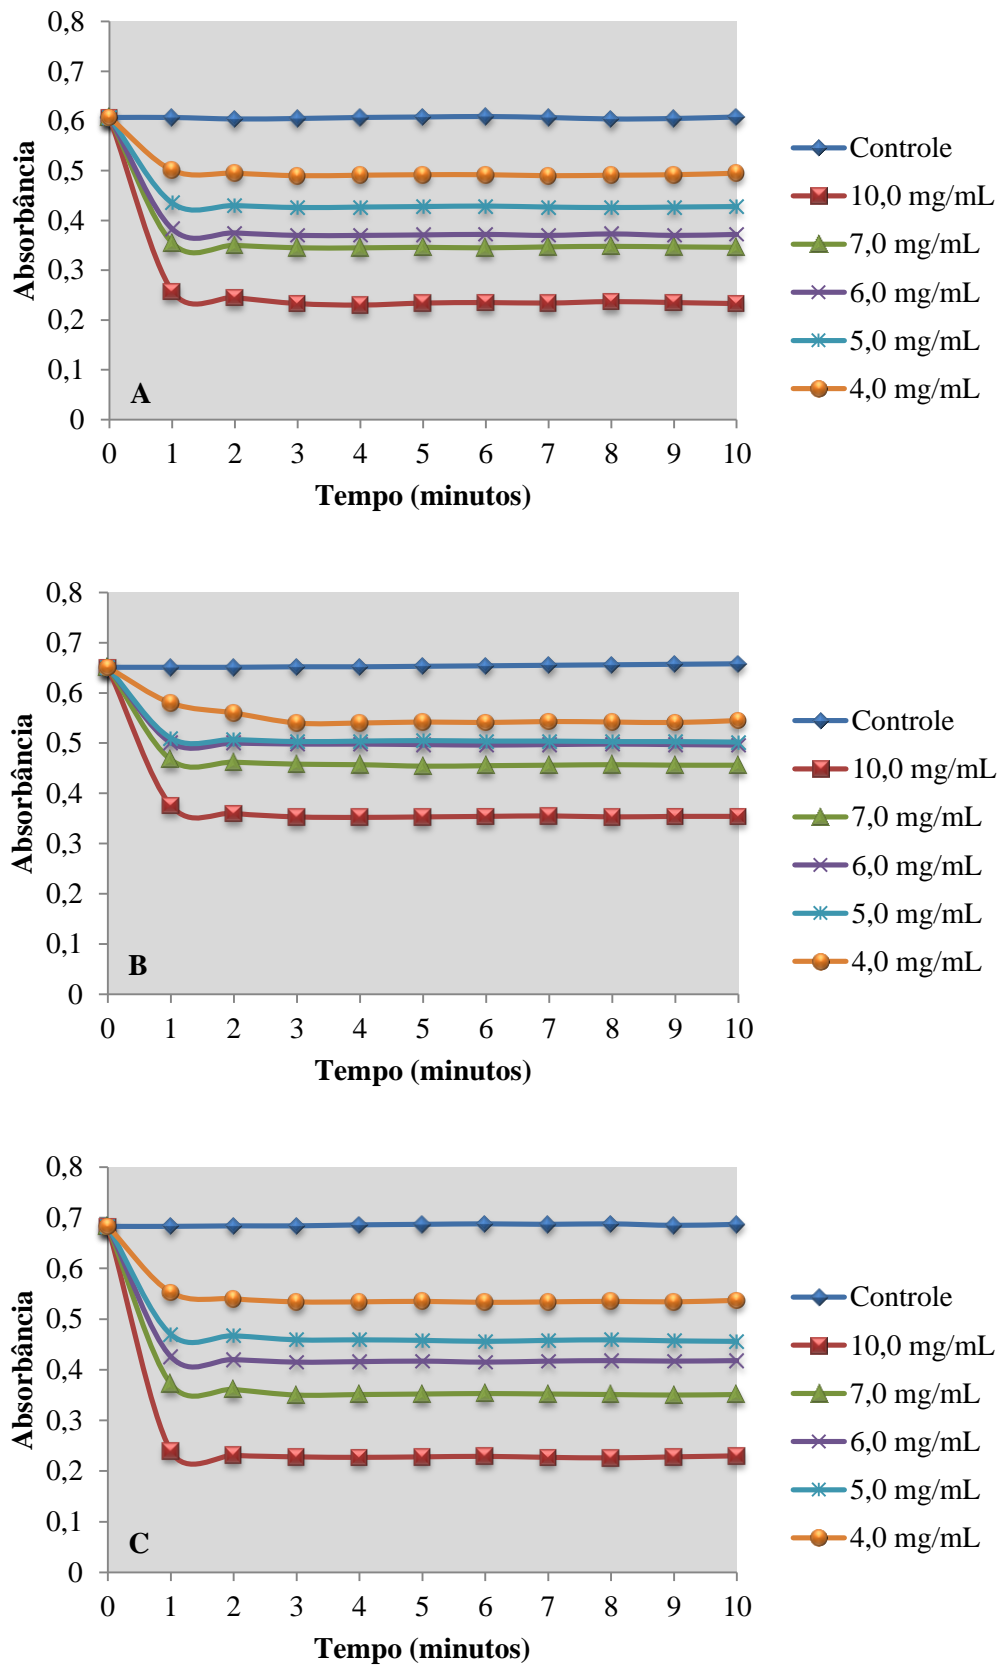 0,8
0,7
0,6
0,5
0,4
0,3
0,2
0,1
0
Absorbância
A
0 1 2 3 4 5 6 7 8 9 10
Tempo (minutos)
Controle
10,0 mg/mL
7,0 mg/mL
6,0 mg/mL
5,0 mg/mL
4,0 mg/mL
0,8
0,7
0,6
0,5
0,4
0,3
0,2
0,1
0
Absorbância
B
0 1 2 3 4 5 6 7 8 9 10
Tempo (minutos)
Controle
10,0 mg/mL
7,0 mg/mL
6,0 mg/mL
5,0 mg/mL
4,0 mg/mL
0,8
0,7
0,6
0,5
0,4
0,3
0,2
0,1
0
Absorbância
C
0 1 2 3 4 5 6 7 8 9 10
Tempo (minutos)
Controle
10,0 mg/mL
7,0 mg/mL
6,0 mg/mL
5,0 mg/mL
4,0 mg/mL